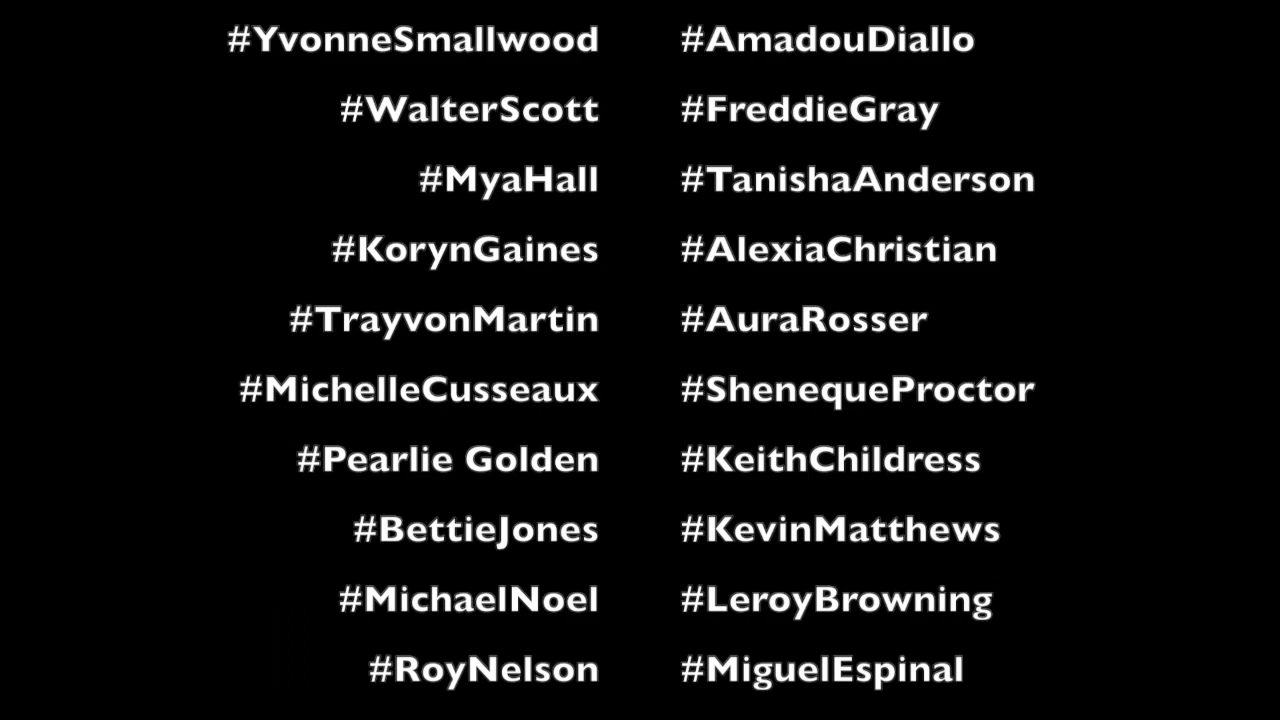 #YvonneSmallwood #AmadouDiallo
#WalterScott #FreddieGray
#MyaHall #TanishaAnderson
#KorynGaines #AlexiaChristian
#TrayvonMartin #AuraRosser
#MichelleCusseaux #ShenequeProctor
#Pearlie Golden #KeithChildress
#BettieJones #KevinMatthews
#MichaelNoel #LeroyBrowning
#RoyNelson #MiguelEspinal